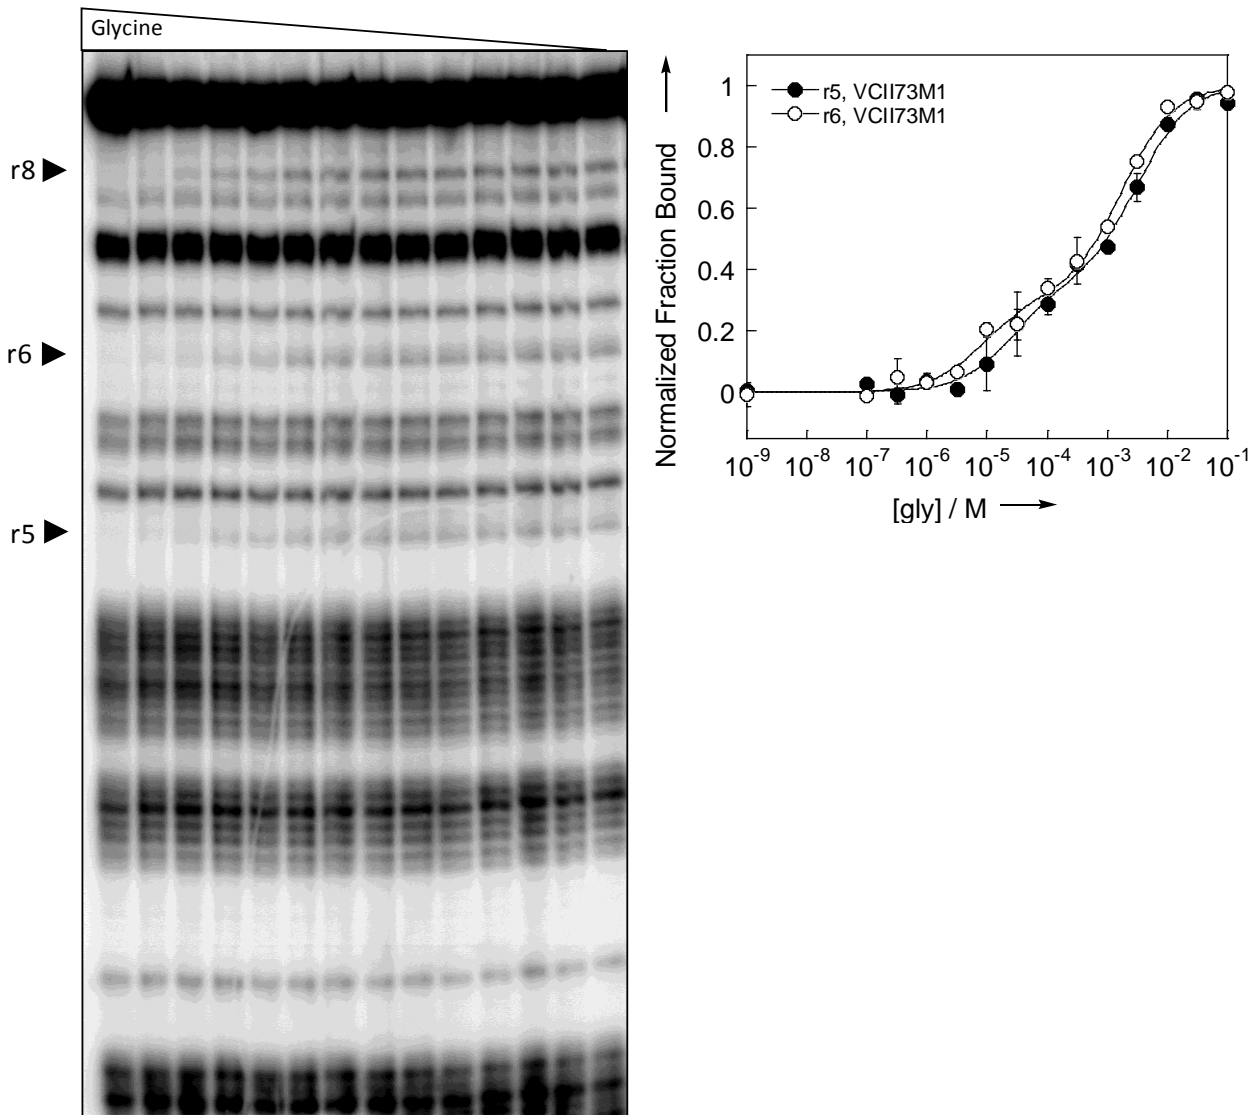 Glycine
r8 ▶
r6 ▶
r5 ▶
Normalized Fraction Bound →
r5, VCII73M1
r6, VCII73M1
1
0.8
0.6
0.4
0.2
0
10⁻⁹ 10⁻⁸ 10⁻⁷ 10⁻⁶ 10⁻⁵ 10⁻⁴ 10⁻³ 10⁻² 10⁻¹
[gly] / M →